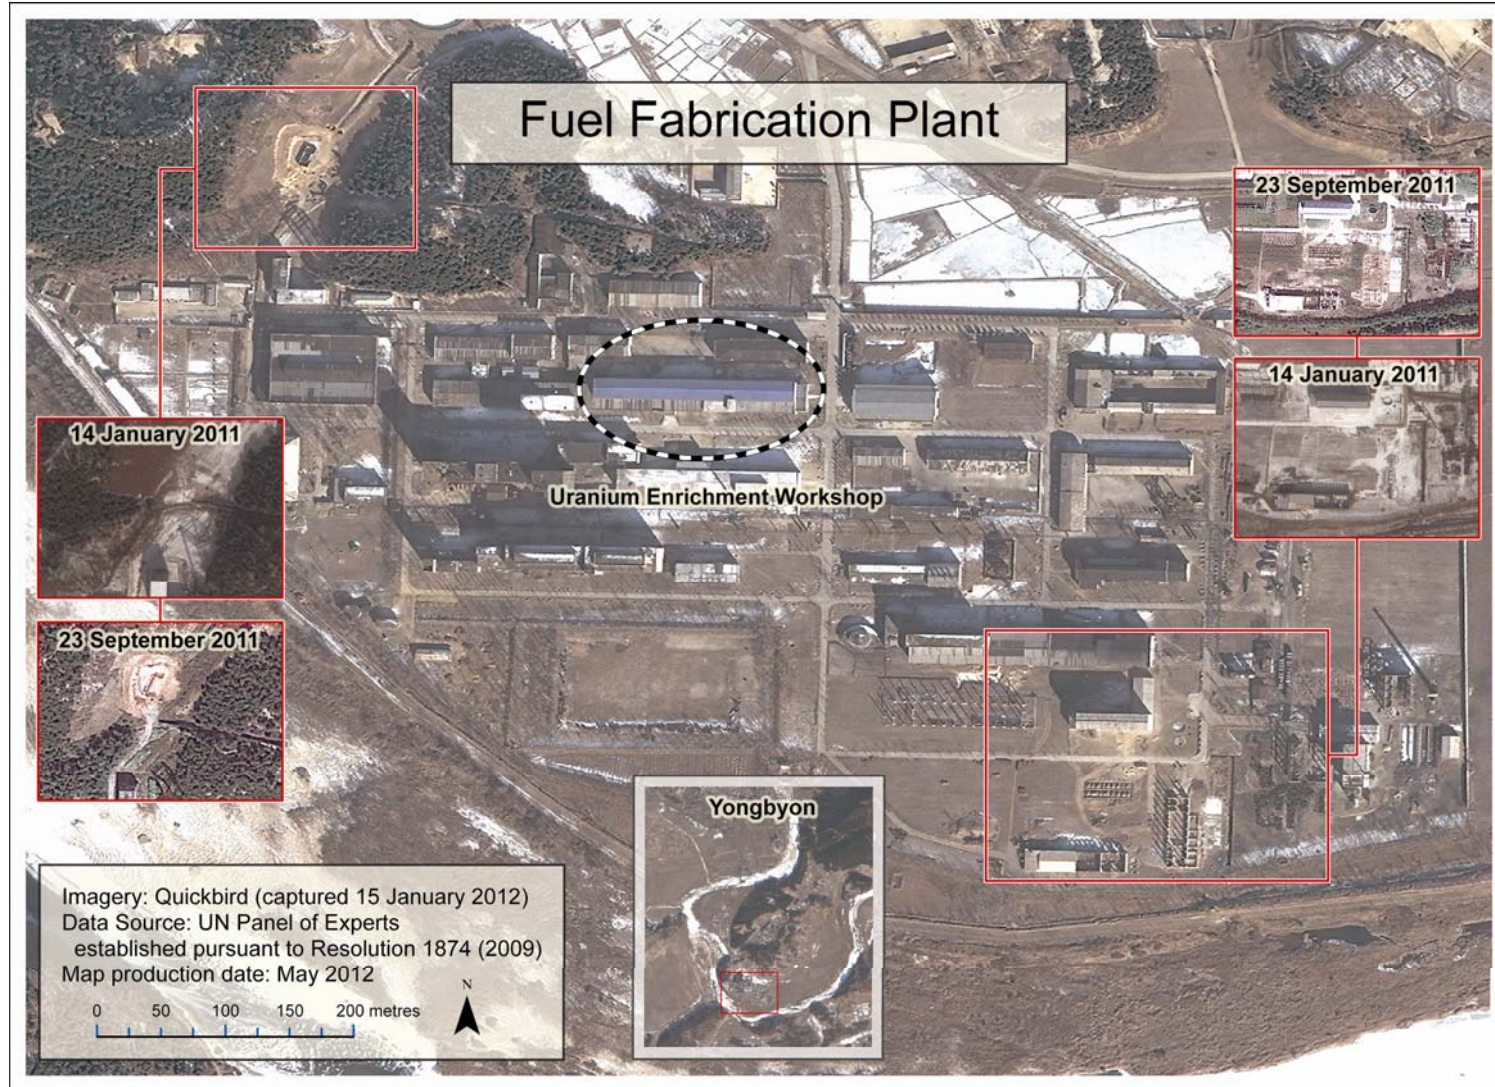 Fuel Fabrication Plant
23 September 2011
14 January 2011
14 January 2011
Uranium Enrichment Workshop
23 September 2011
Yongbyon
Imagery: Quickbird (captured 15 January 2012)
Data Source: UN Panel of Experts
established pursuant to Resolution 1874 (2009)
Map production date: May 2012
N
0 50 100 150 200 metres